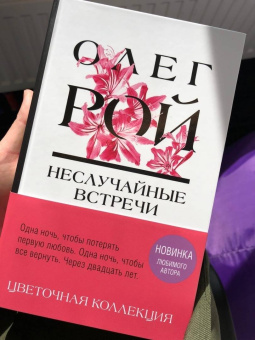 ОЛЕГ
РОЙ
НЕСЛУЧАЙНЫЕ
ВСТРЕЧИ
Одна ночь, чтобы потерять
первую любовь. Одна ночь, чтобы
все вернуть. Через двадцать лет.
НОВИНКА
ЛЮБИМОГО
АВТОРА
ЦВЕТОЧНАЯ КОЛЛЕКЦИЯ